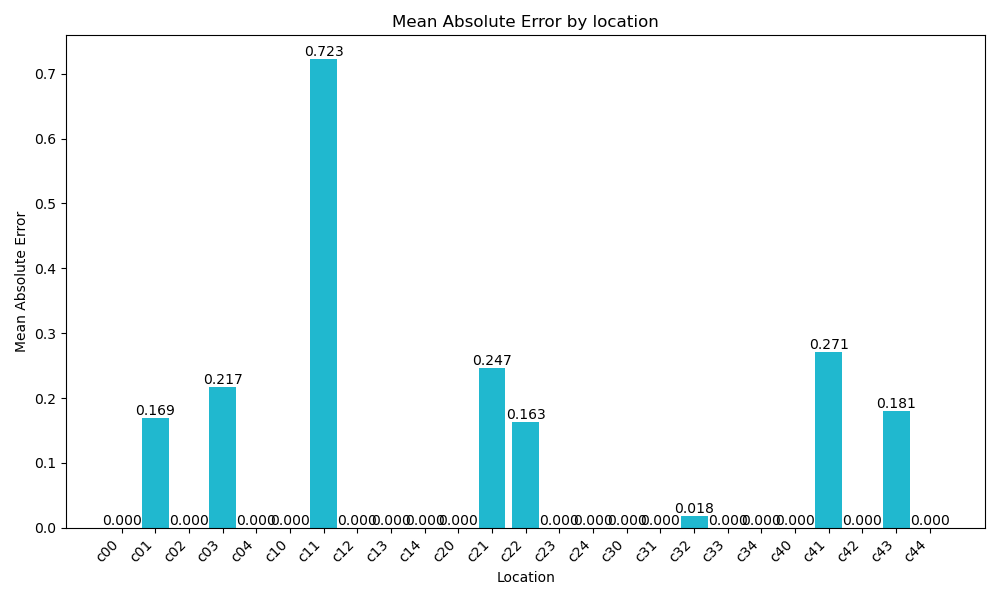 Mean Absolute Error by location
Mean Absolute Error
0.7
0.6
0.5
0.4
0.3
0.2
0.1
0.0
0.000
0.169
0.000
0.217
0.000
0.000
0.723
0.000
0.000
0.000
0.000
0.247
0.163
0.000
0.000
0.000
0.000
0.018
0.000
0.000
0.000
0.271
0.000
0.181
0.000
c00
c01
c02
c03
c04
c10
c11
c12
c13
c14
c20
c21
c22
c23
c24
c30
c31
c32
c33
c34
c40
c41
c42
c43
c44
Location